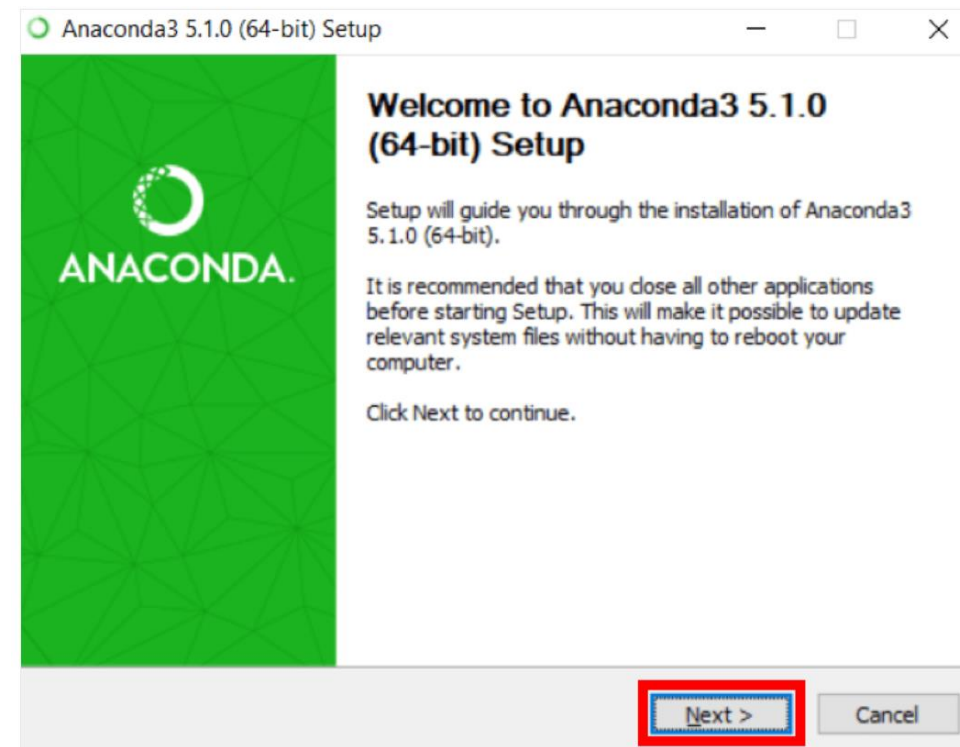 Anaconda3 5.1.0 (64-bit) Setup
ANACONDA.
Welcome to Anaconda3 5.1.0
(64-bit) Setup
Setup will guide you through the installation of Anaconda3
5.1.0 (64-bit).
It is recommended that you close all other applications
before starting Setup. This will make it possible to update
relevant system files without having to reboot your
computer.
Click Next to continue.
Next >
Cancel